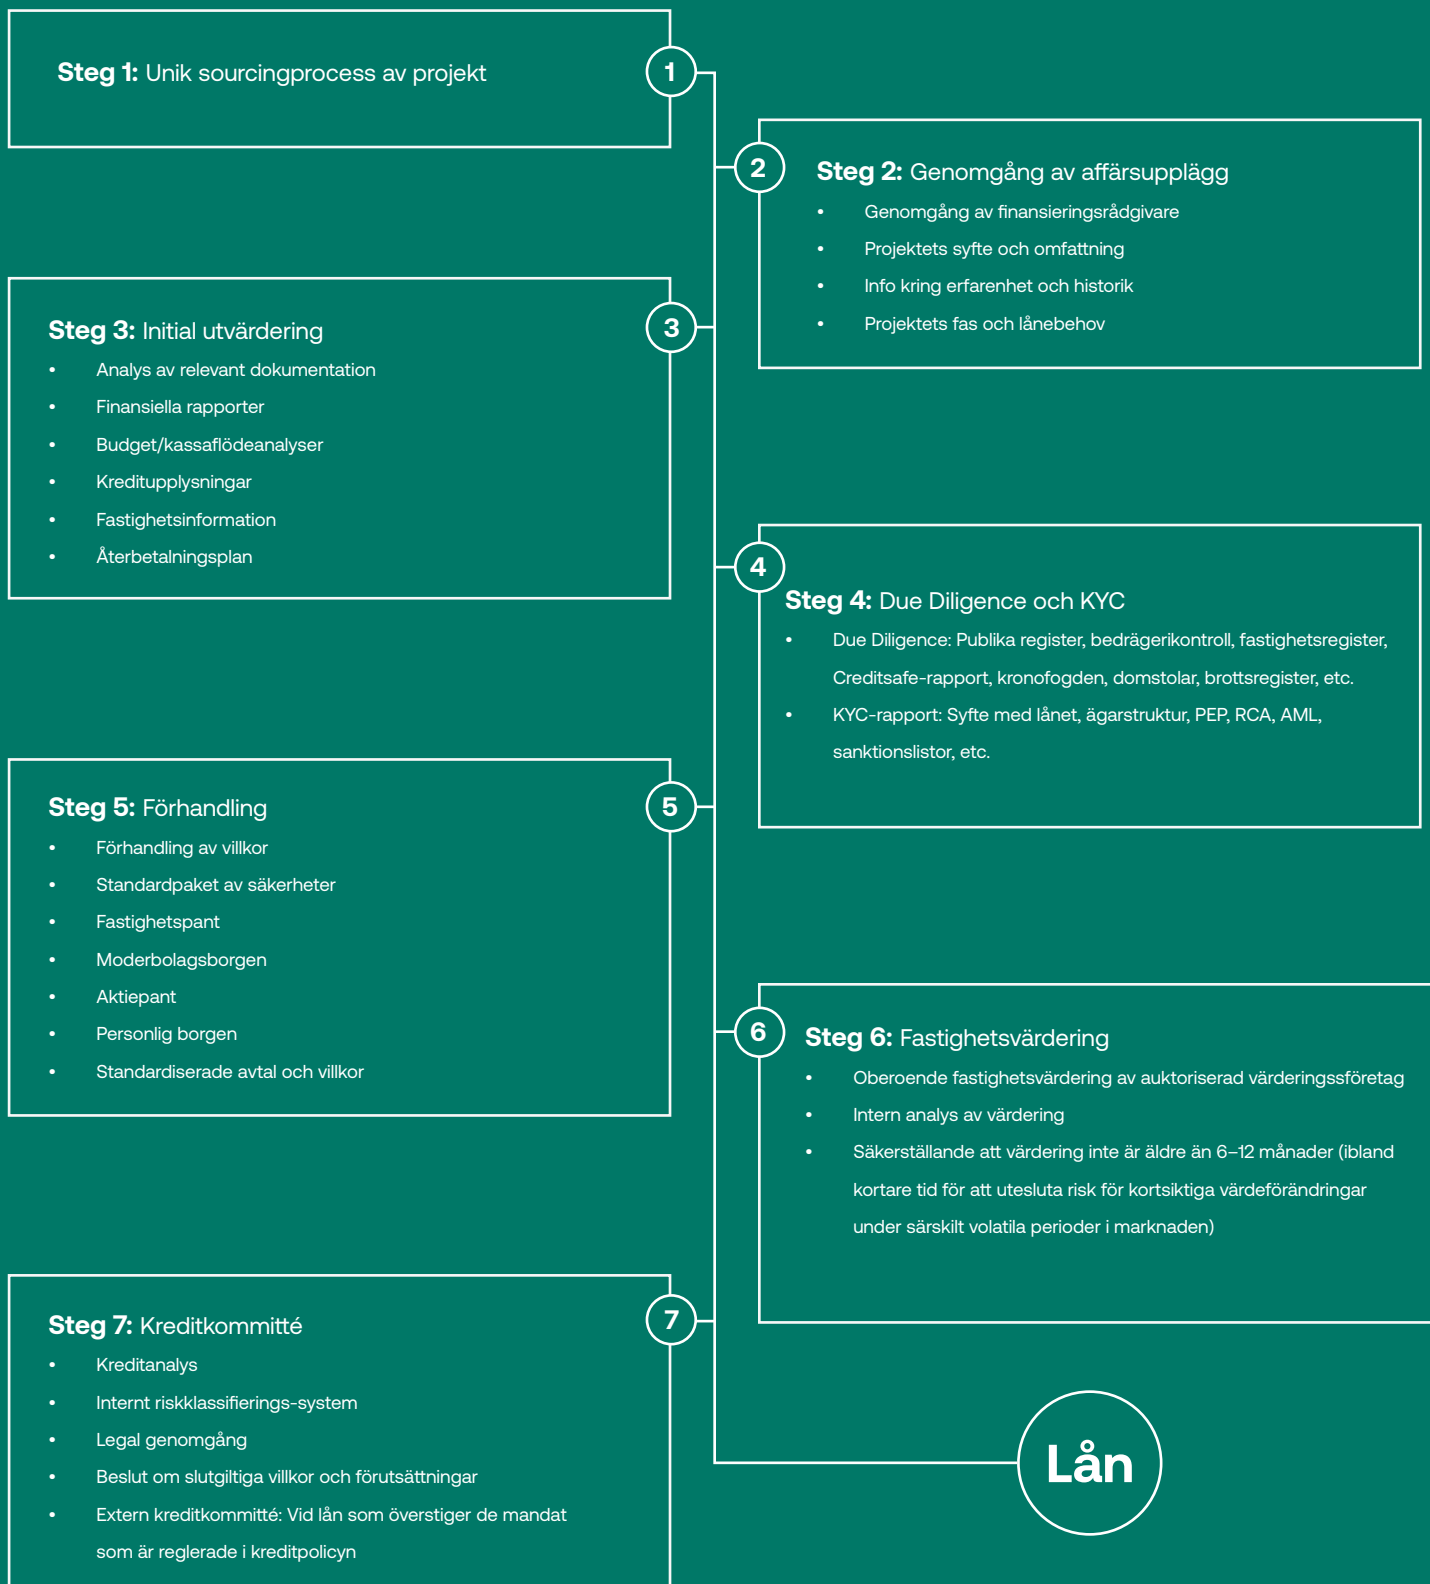 Steg 1: Unik sourcingprocess av projekt
1
2
Steg 2: Genomgång av affärsupplägg
• Genomgång av finansieringsrådgivare
• Projektets syfte och omfattning
• Info kring erfarenhet och historik
• Projektets fas och lånebehov
Steg 3: Initial utvärdering
3
• Analys av relevant dokumentation
• Finansiella rapporter
• Budget/kassaflödeanalyser
• Kreditupplysningar
• Fastighetsinformation
• Återbetalningsplan
4
Steg 4: Due Diligence och KYC
• Due Diligence: Publika register, bedrägerikontroll, fastighetsregister,
Creditsafe-rapport, kronofogden, domstolar, brottsregister, etc.
• KYC-rapport: Syfte med lånet, ägarstruktur, PEP, RCA, AML,
sanktionslistor, etc.
Steg 5: Förhandling
5
• Förhandling av villkor
• Standardpaket av säkerheter
• Fastighetspant
• Moderbolagsborgen
• Aktiepant
• Personlig borgen
• Standardiserade avtal och villkor
6
Steg 6: Fastighetsvärdering
• Oberoende fastighetsvärdering av auktoriserad värderingssföretag
• Intern analys av värdering
• Säkerställande att värdering inte är äldre än 6–12 månader (ibland
kortare tid för att utesluta risk för kortsiktiga värdeförändringar
under särskilt volatila perioder i marknaden)
Steg 7: Kreditkommitté
7
• Kreditanalys
• Internt riskklassifierings-system
• Legal genomgång
• Beslut om slutgiltiga villkor och förutsättningar
• Extern kreditkommitté: Vid lån som överstiger de mandat
som är reglerade i kreditpolicyn
Lån